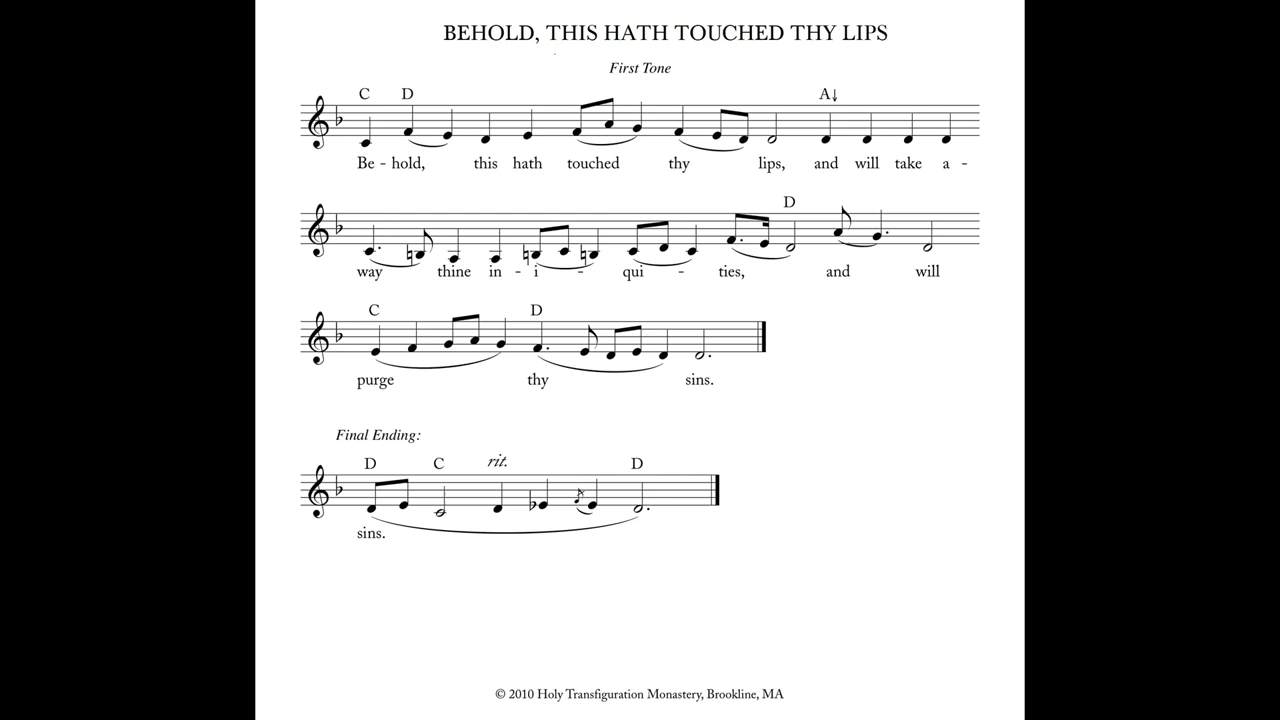 BEHOLD, THIS HATH TOUCHED THY LIPS
First Tone
C D A↓
Be - hold, this hath touched thy lips, and will take a -
D
way thine in - i - qui - ties, and will
C D
purge thy sins.
Final Ending:
D C rit. D
sins.
© 2010 Holy Transfiguration Monastery, Brookline, MA